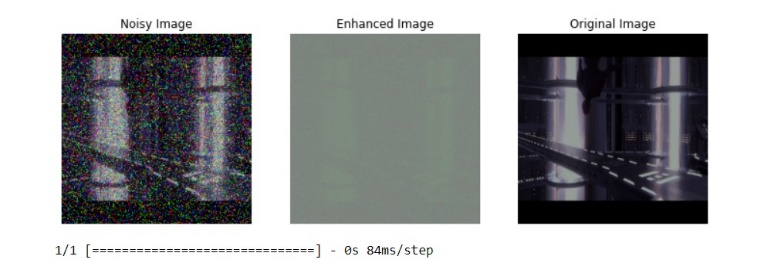 Noisy Image Enhanced Image Original Image
1/1 [==============================] - 0s 84ms/step